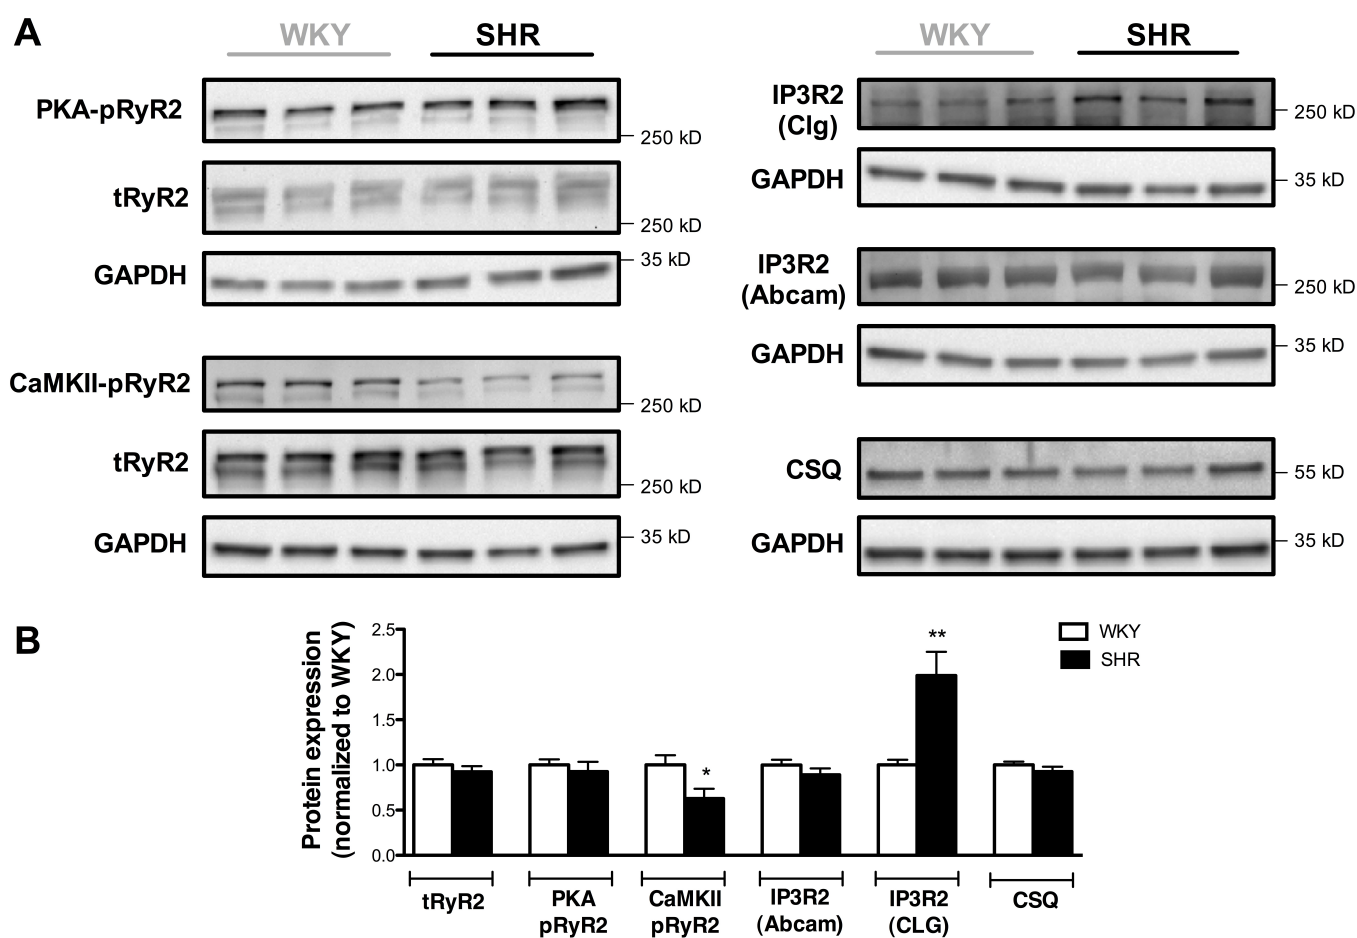 A
WKY
SHR
PKA-pRyR2
250 kD
tRyR2
250 kD
GAPDH
35 kD
CaMKII-pRyR2
250 kD
tRyR2
250 kD
GAPDH
35 kD
WKY
SHR
IP3R2
(Clg)
250 kD
GAPDH
35 kD
IP3R2
(Abcam)
250 kD
GAPDH
35 kD
CSQ
55 kD
GAPDH
35 kD
B
Protein expression
(normalized to WKY)
2.5
2.0
1.5
1.0
0.5
0.0
*
**
WKY
SHR
tRyR2
PKA
pRyR2
CaMKII
pRyR2
IP3R2
(Abcam)
IP3R2
(CLG)
CSQ